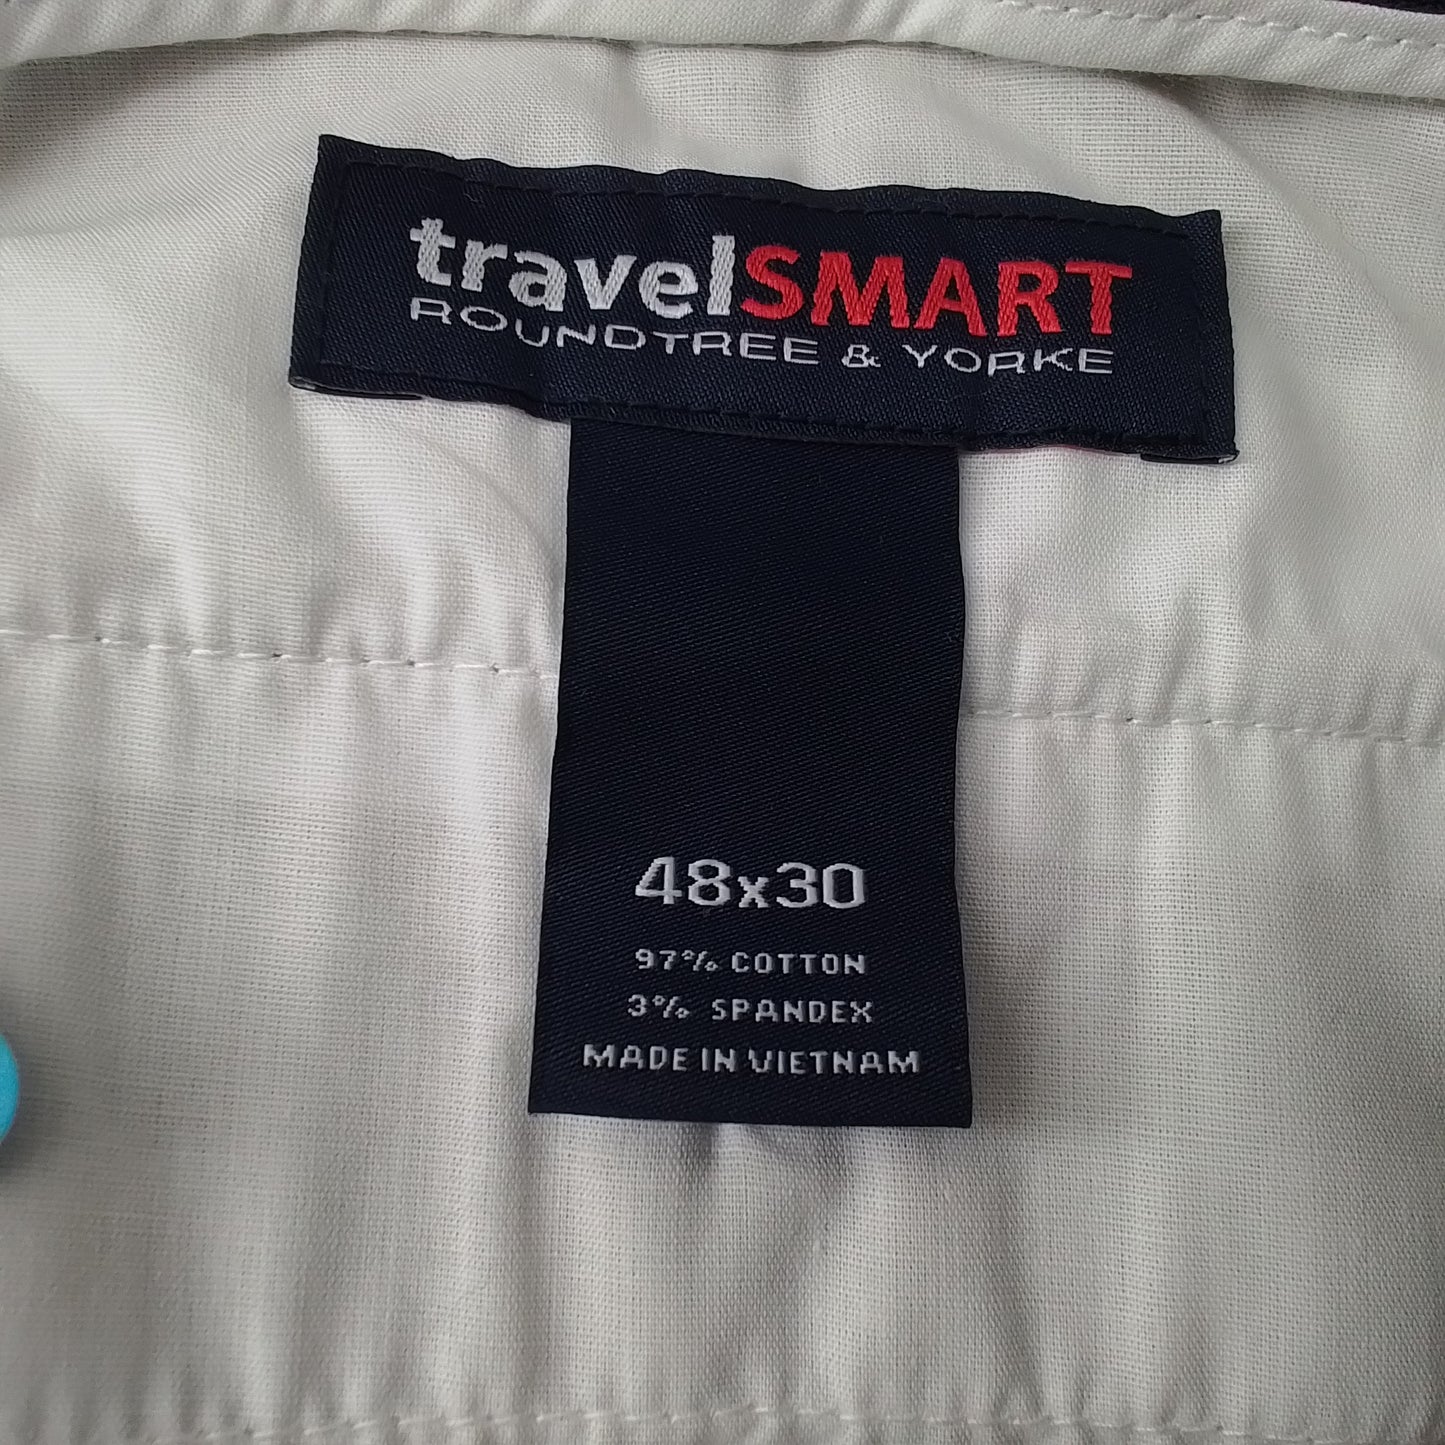 travelSMART
ROUNDTREE & YORKE
48x30
97% COTTON
3% SPANDEX
MADE IN VIETNAM